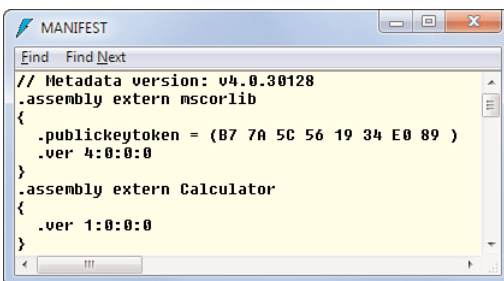 MANIFEST
Find Find Next
// Metadata version: v4.0.30128
.assembly extern mscorlib
{
.publickeytoken = (B7 7A 5C 56 19 34 E0 89 )
.ver 4:0:0:0
}
.assembly extern Calculator
{
.ver 1:0:0:0
}